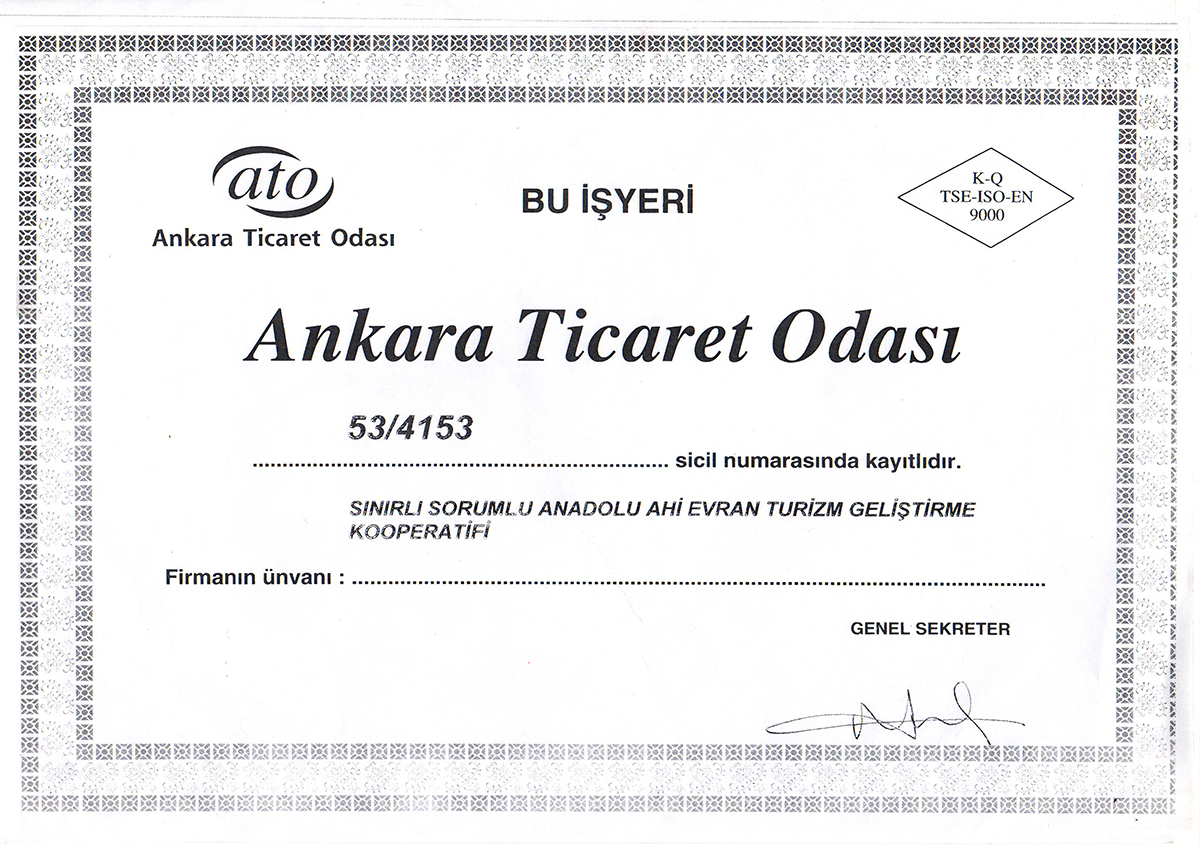 ato
Ankara Ticaret Odası
BU İŞYERİ
K-Q
TSE-ISO-EN
9000
Ankara Ticaret Odası
53/4153
.......................................................................... sicil numarasında kayıtlıdır.
SINIRLI SORUMLU ANADOLU AHİ EVRAN TURİZM GELİŞTİRME
KOOPERATİFİ
Firmanın ünvanı : ..........................................................................................................................
GENEL SEKRETER